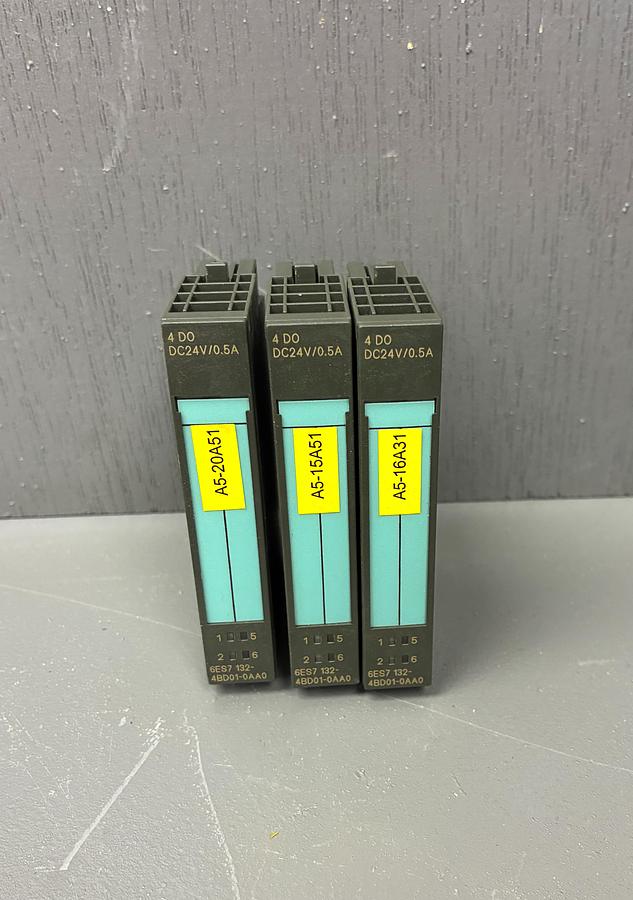 4 DO
DC24V/0.5A
A5-20A51
1 5
2 6
6ES7 132-
4BD01-0AA0
4 DO
DC24V/0.5A
A5-15A51
1 5
2 6
6ES7 132-
4BD01-0AA0
4 DO
DC24V/0.5A
A5-16A31
1 5
2 6
6ES7 132-
4BD01-0AA0